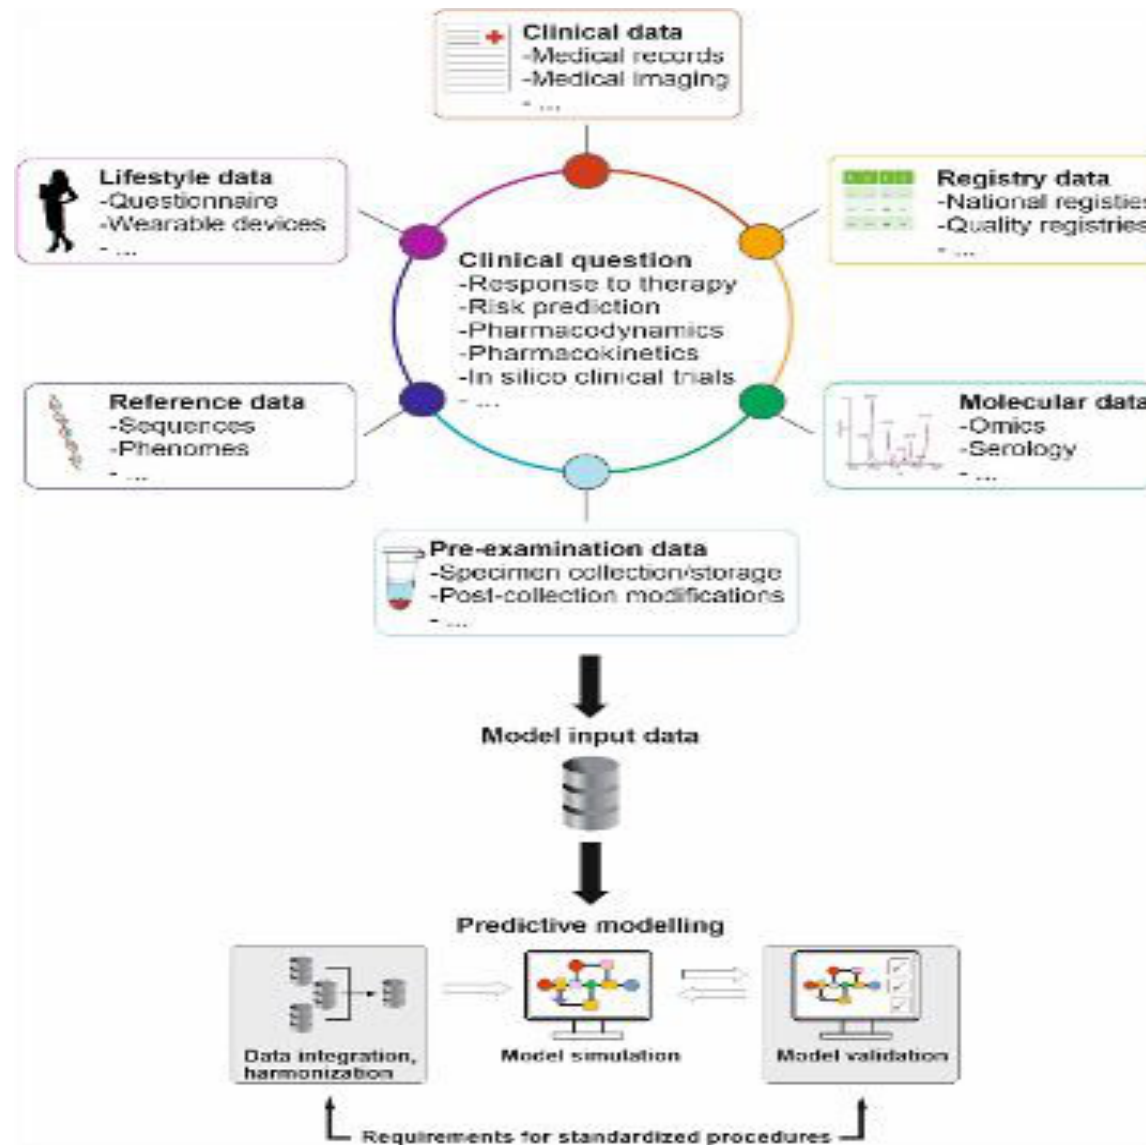 Clinical data
-Medical records
-Medical imaging
- ...
Lifestyle data
-Questionnaire
-Wearable devices
- ...
Registry data
-National registies
-Quality registries
- ...
Clinical question
-Response to therapy
-Risk prediction
-Pharmacodynamics
-Pharmacokinetics
-In silico clinical trials
- ...
Reference data
-Sequences
-Phenomes
- ...
Molecular data
-Omics
-Serology
- ...
Pre-examination data
-Specimen collection/storage
-Post-collection modifications
- ...
Model input data
Predictive modelling
Data integration,
harmonization
Model simulation
Model validation
Requirements for standardized procedures